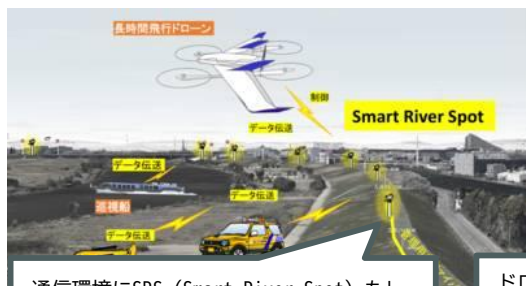 長時間飛行ドローン
制御
データ伝送
Smart River Spot
データ伝送
データ伝送
巡視船
データ伝送
通信環境にSRS（Smart River Spot）をレ
ドロ